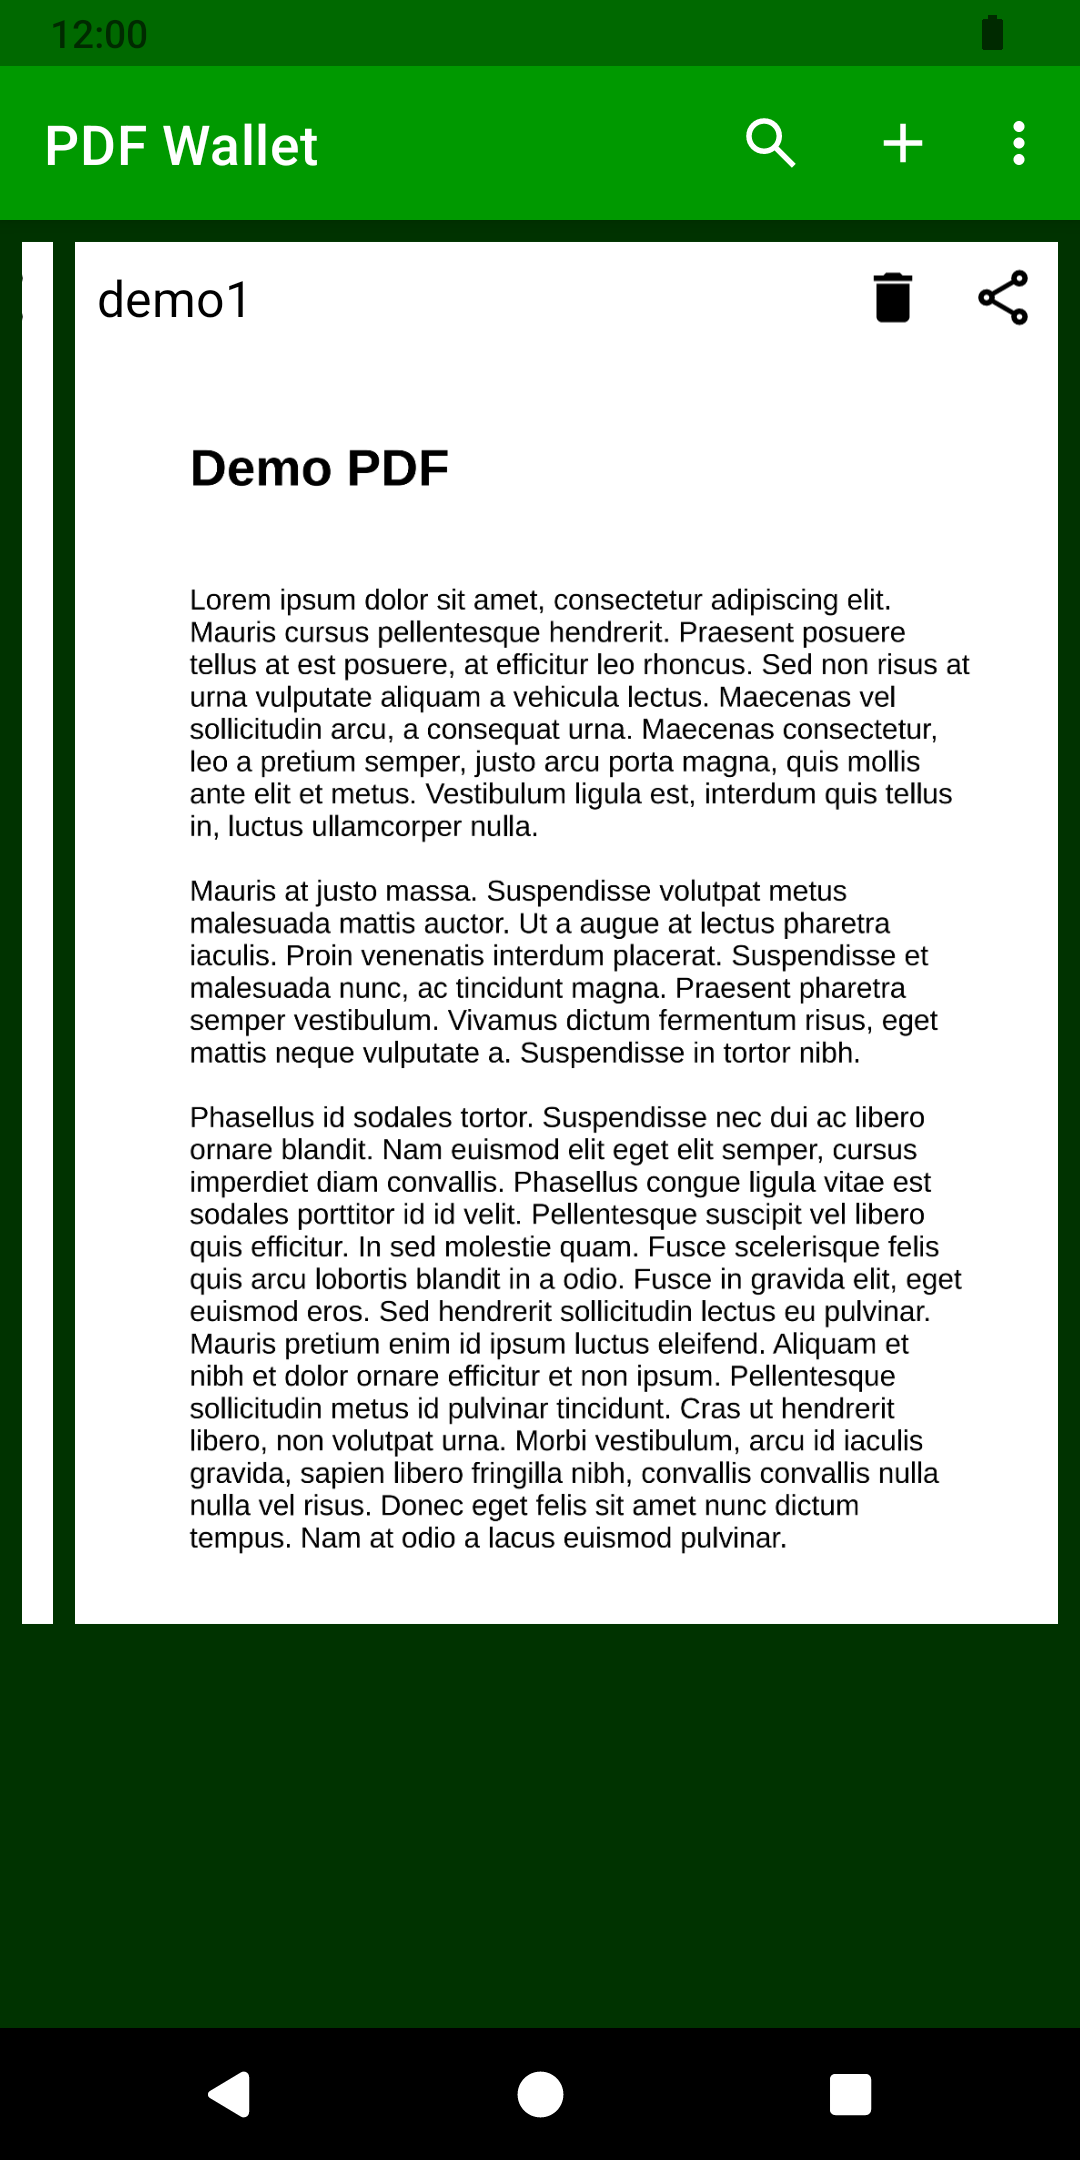 12:00
PDF Wallet
demo1
Demo PDF
Lorem ipsum dolor sit amet, consectetur adipiscing elit.
Mauris cursus pellentesque hendrerit. Praesent posuere
tellus at est posuere, at efficitur leo rhoncus. Sed non risus at
urna vulputate aliquam a vehicula lectus. Maecenas vel
sollicitudin arcu, a consequat urna. Maecenas consectetur,
leo a pretium semper, justo arcu porta magna, quis mollis
ante elit et metus. Vestibulum ligula est, interdum quis tellus
in, luctus ullamcorper nulla.
Mauris at justo massa. Suspendisse volutpat metus
malesuada mattis auctor. Ut a augue at lectus pharetra
iaculis. Proin venenatis interdum placerat. Suspendisse et
malesuada nunc, ac tincidunt magna. Praesent pharetra
semper vestibulum. Vivamus dictum fermentum risus, eget
mattis neque vulputate a. Suspendisse in tortor nibh.
Phasellus id sodales tortor. Suspendisse nec dui ac libero
ornare blandit. Nam euismod elit eget elit semper, cursus
imperdiet diam convallis. Phasellus congue ligula vitae est
sodales porttitor id id velit. Pellentesque suscipit vel libero
quis efficitur. In sed molestie quam. Fusce scelerisque felis
quis arcu lobortis blandit in a odio. Fusce in gravida elit, eget
euismod eros. Sed hendrerit sollicitudin lectus eu pulvinar.
Mauris pretium enim id ipsum luctus eleifend. Aliquam et
nibh et dolor ornare efficitur et non ipsum. Pellentesque
sollicitudin metus id pulvinar tincidunt. Cras ut hendrerit
libero, non volutpat urna. Morbi vestibulum, arcu id iaculis
gravida, sapien libero fringilla nibh, convallis convallis nulla
nulla vel risus. Donec eget felis sit amet nunc dictum
tempus. Nam at odio a lacus euismod pulvinar.